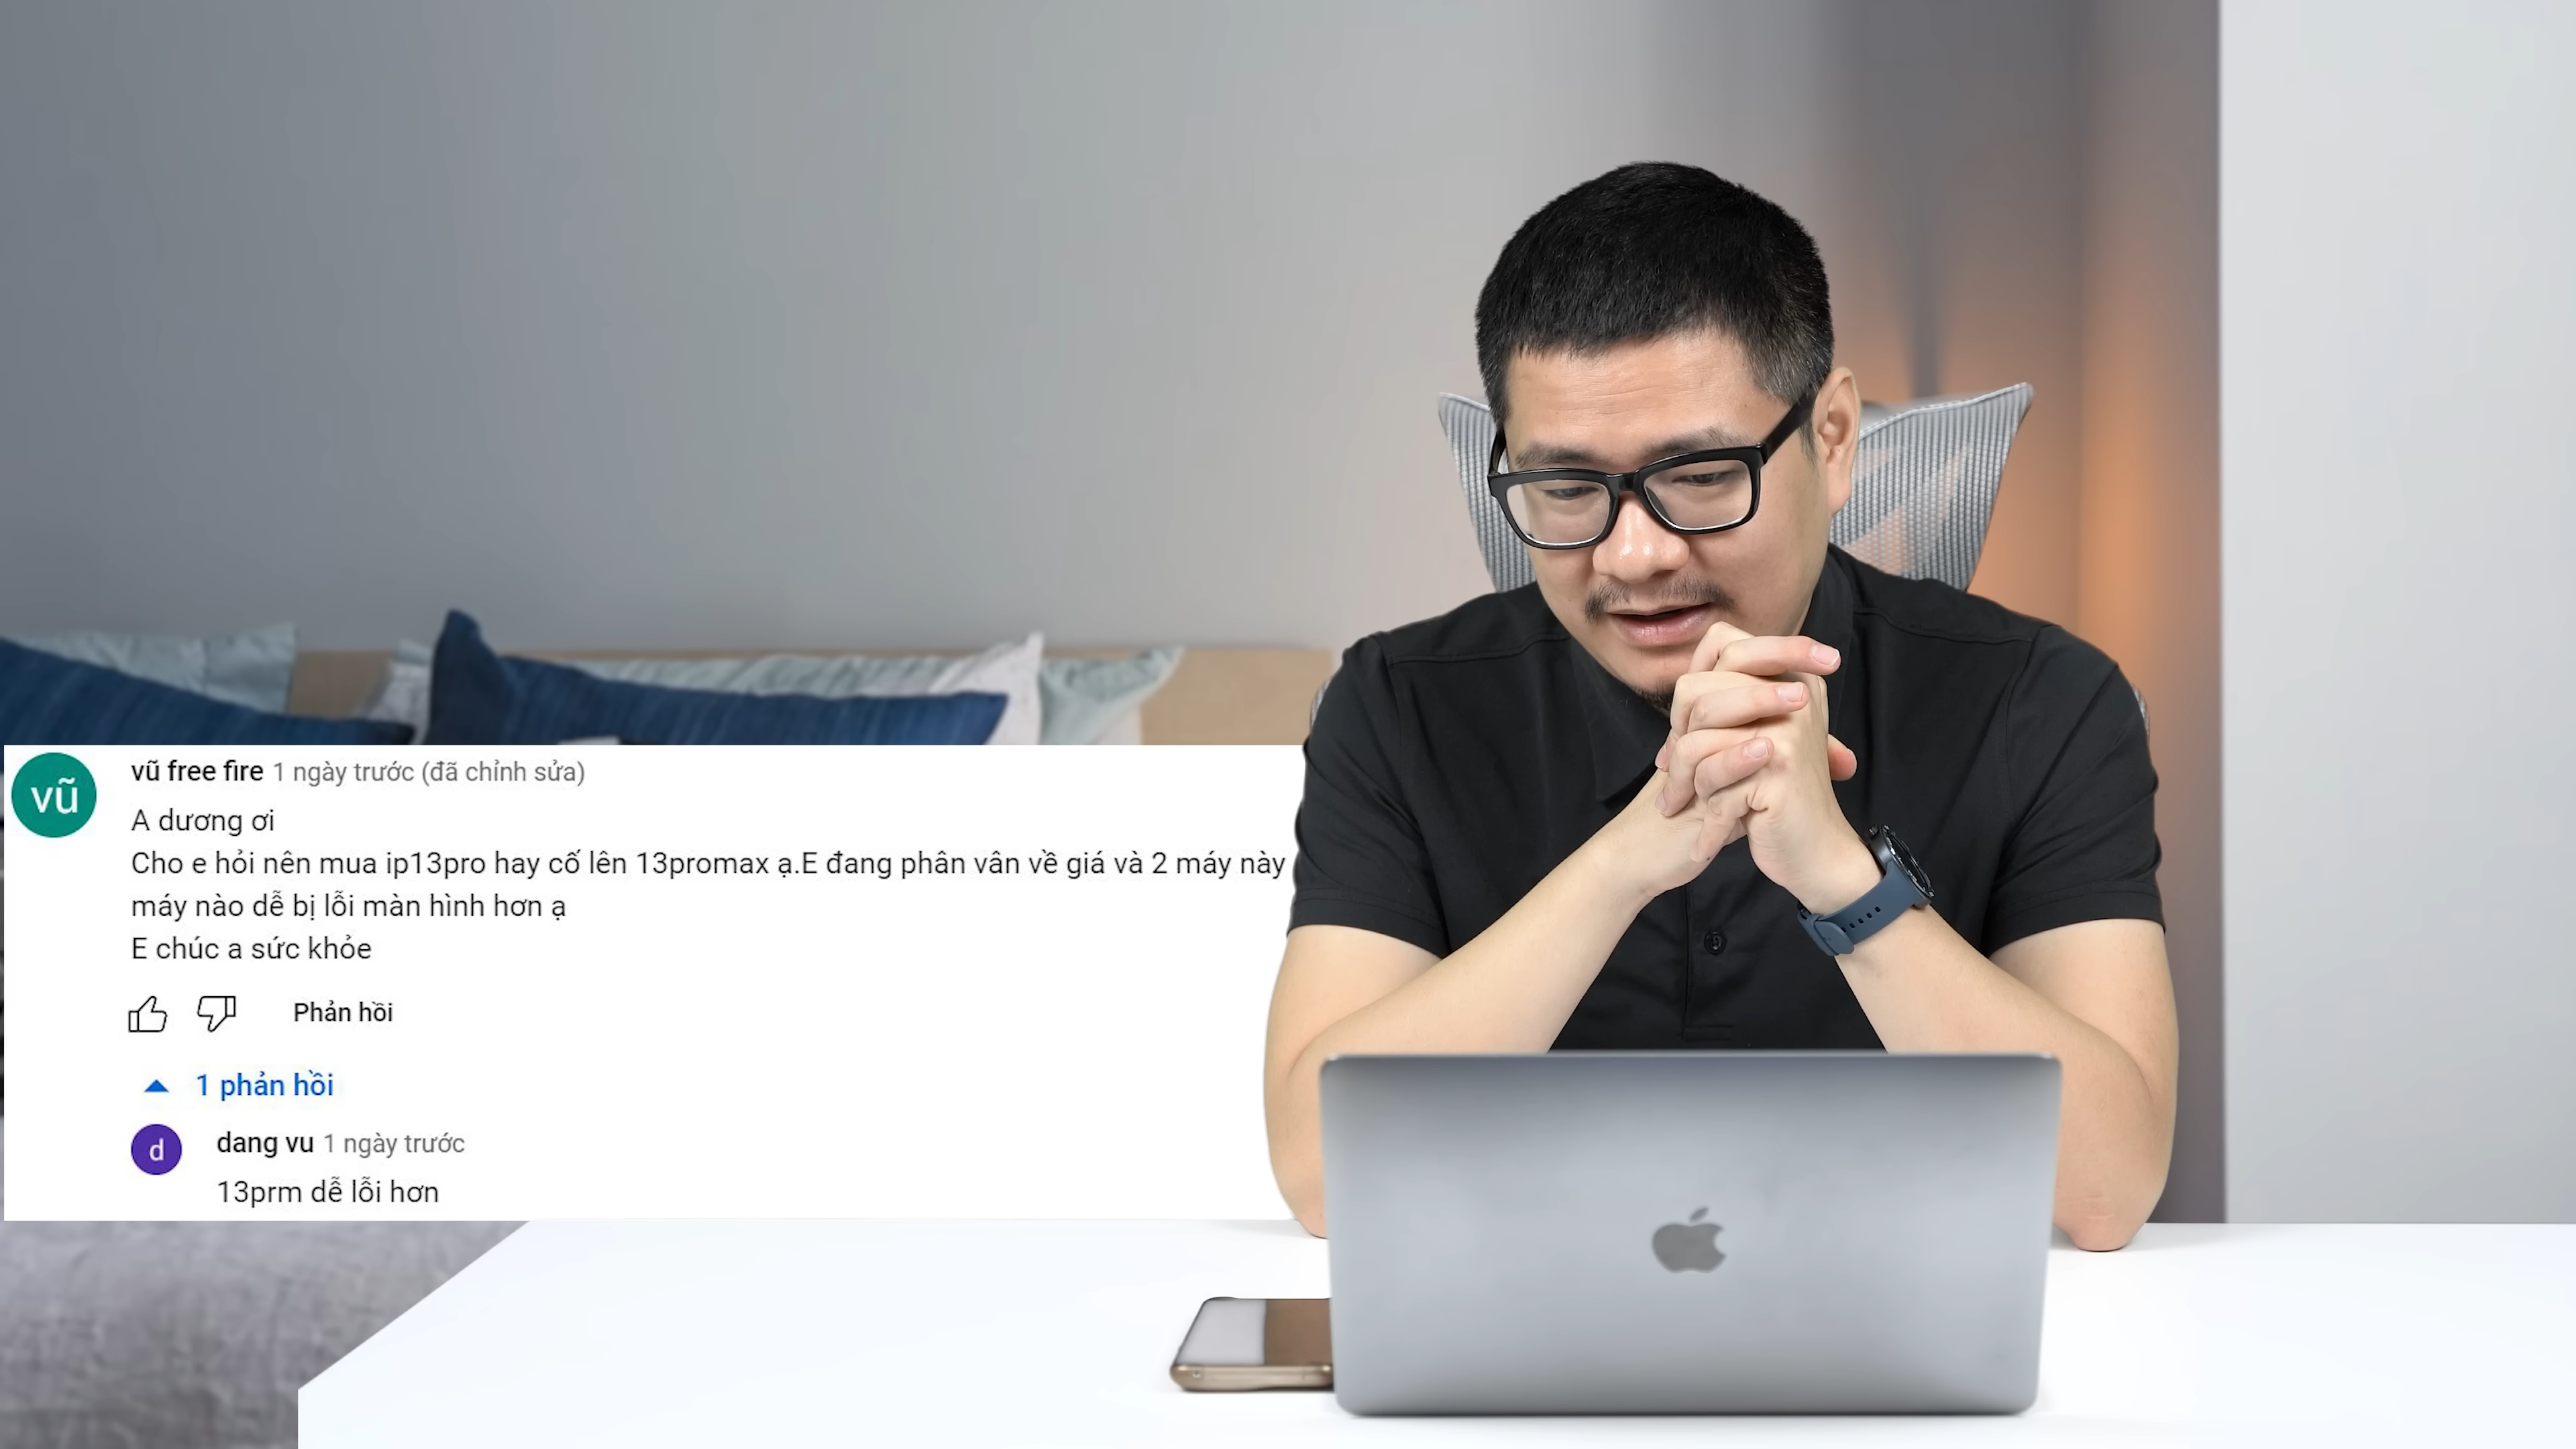 vũ
vũ free fire 1 ngày trước (đã chỉnh sửa)
A dương ơi
Cho e hỏi nên mua ip13pro hay cố lên 13promax ạ.E đang phân vân về giá và 2 máy này
máy nào dễ bị lỗi màn hình hơn ạ
E chúc a sức khỏe
Phản hồi
1 phản hồi
d
dang vu 1 ngày trước
13prm dễ lỗi hơn